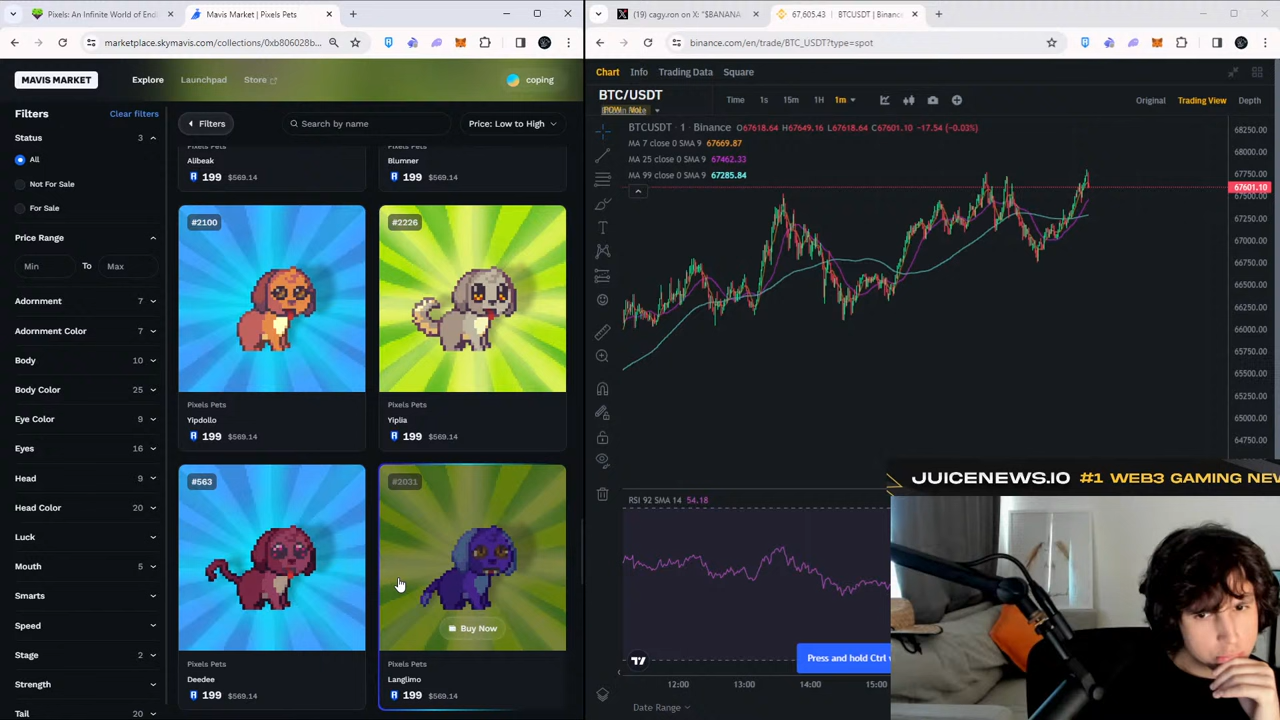 Pixels: An Infinite World of End
Mavis Market | Pixels Pets
marketplace.skymavis.com/collections/0xb806028b
MAVIS MARKET
Explore
Launchpad
Store
coping
Filters
Clear filters
Status 3
All
Not For Sale
For Sale
Price Range
Min To Max
Adornment 7
Adornment Color 7
Body 10
Body Color 25
Eye Color 9
Eyes 16
Head 9
Head Color 20
Luck
Mouth 5
Smarts
Speed
Stage 2
Strength
Tail 20
Filters
Search by name
Price: Low to High
Pixels Pets
Pixels Pets
Alibeak
Blumner
199 $569.14
199 $569.14
#2100
#2226
Pixels Pets
Pixels Pets
Yipdollo
Yiplia
199 $569.14
199 $569.14
#563
#2031
Buy Now
Pixels Pets
Pixels Pets
Deedee
Langlimo
199 $569.14
199 $569.14
(19) cagy.ron on X: "$BANANA
67,605.43 | BTCUSDT | Binanc
binance.com/en/trade/BTC_USDT?type=spot
Chart Info Trading Data Square
BTC/USDT
POW Vol
Time 1s 15m 1H 1m
Original Trading View Depth
BTCUSDT · 1 · Binance O67618.64 H67649.16 L67618.64 C67601.10 −17.54 (−0.03%)
MA 7 close 0 SMA 9 67669.87
MA 25 close 0 SMA 9 67462.33
MA 99 close 0 SMA 9 67285.84
68250.00
68000.00
67750.00
67601.10
67500.00
67250.00
67000.00
66750.00
66500.00
66250.00
66000.00
65750.00
65500.00
65250.00
65000.00
64750.00
RSI 92 SMA 14 54.18
Press and hold Ctrl
12:00 13:00 14:00 15:00
Date Range
JUICENEWS.IO #1 WEB3 GAMING NEW